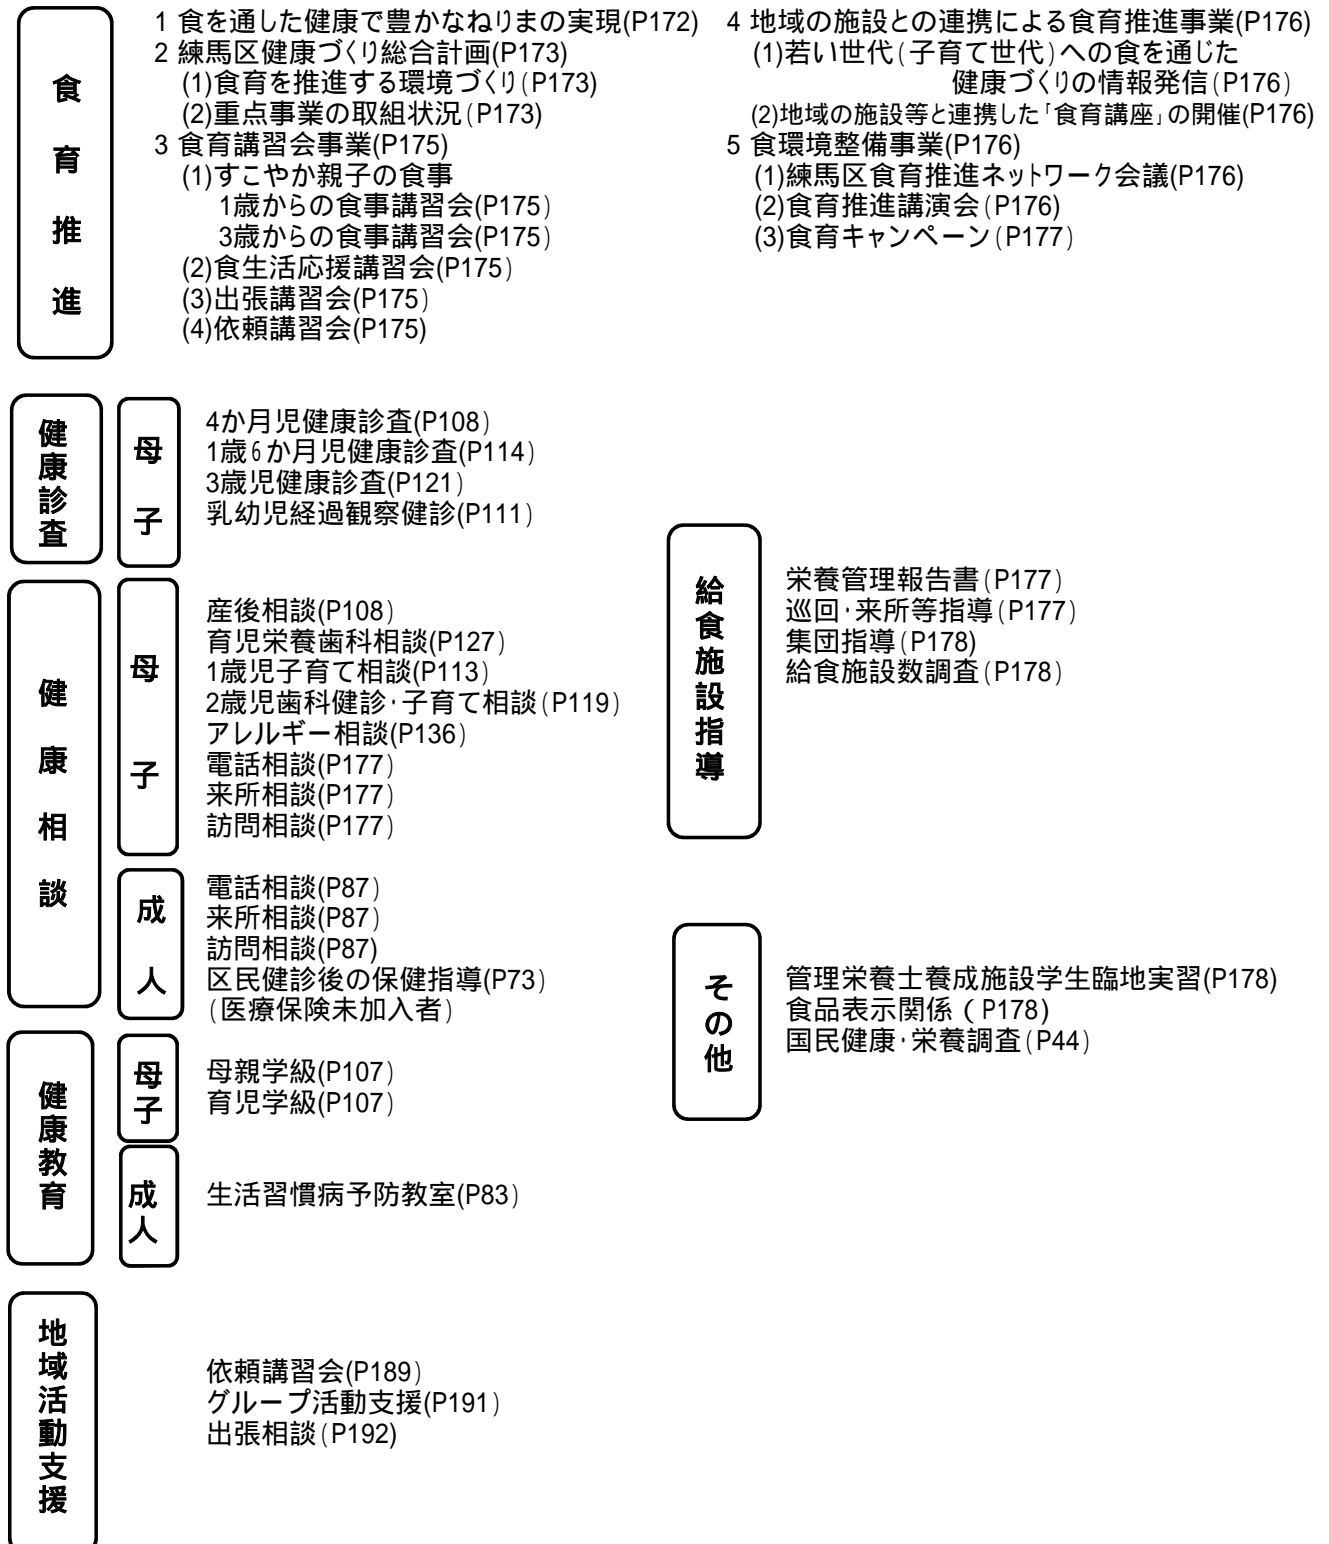 食育推進
1 食を通した健康で豊かなねりまの実現(P172)
2 練馬区健康づくり総合計画(P173)
(1)食育を推進する環境づくり(P173)
(2)重点事業の取組状況(P173)
3 食育講習会事業(P175)
(1)すこやか親子の食事
1歳からの食事講習会(P175)
3歳からの食事講習会(P175)
(2)食生活応援講習会(P175)
(3)出張講習会(P175)
(4)依頼講習会(P175)
4 地域の施設との連携による食育推進事業(P176)
(1)若い世代(子育て世代)への食を通じた
健康づくりの情報発信(P176)
(2)地域の施設等と連携した「食育講座」の開催(P176)
5 食環境整備事業(P176)
(1)練馬区食育推進ネットワーク会議(P176)
(2)食育推進講演会(P176)
(3)食育キャンペーン(P177)
健康診査
母子
4か月児健康診査(P108)
1歳6か月児健康診査(P114)
3歳児健康診査(P121)
乳幼児経過観察健診(P111)
健康相談
母子
産後相談(P108)
育児栄養歯科相談(P127)
1歳児子育て相談(P113)
2歳児歯科健診・子育て相談(P119)
アレルギー相談(P136)
電話相談(P177)
来所相談(P177)
訪問相談(P177)
成人
電話相談(P87)
来所相談(P87)
訪問相談(P87)
区民健診後の保健指導(P73)
(医療保険未加入者)
健康教育
母子
母親学級(P107)
育児学級(P107)
成人
生活習慣病予防教室(P83)
地域活動支援
依頼講習会(P189)
グループ活動支援(P191)
出張相談(P192)
給食施設指導
栄養管理報告書(P177)
巡回・来所等指導(P177)
集団指導(P178)
給食施設数調査(P178)
その他
管理栄養士養成施設学生臨地実習(P178)
食品表示関係(P178)
国民健康・栄養調査(P44)